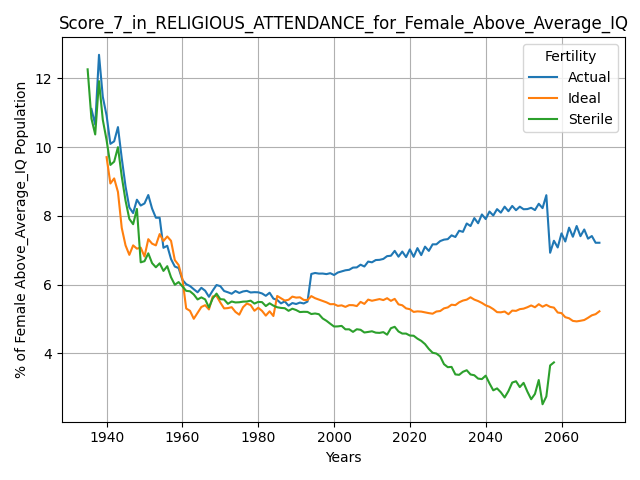 Score_7_in_RELIGIOUS_ATTENDANCE_for_Female_Above_Average_IQ
Fertility
Actual
Ideal
Sterile
% of Female Above_Average_IQ Population
12
10
8
6
4
1940 1960 1980 2000 2020 2040 2060
Years